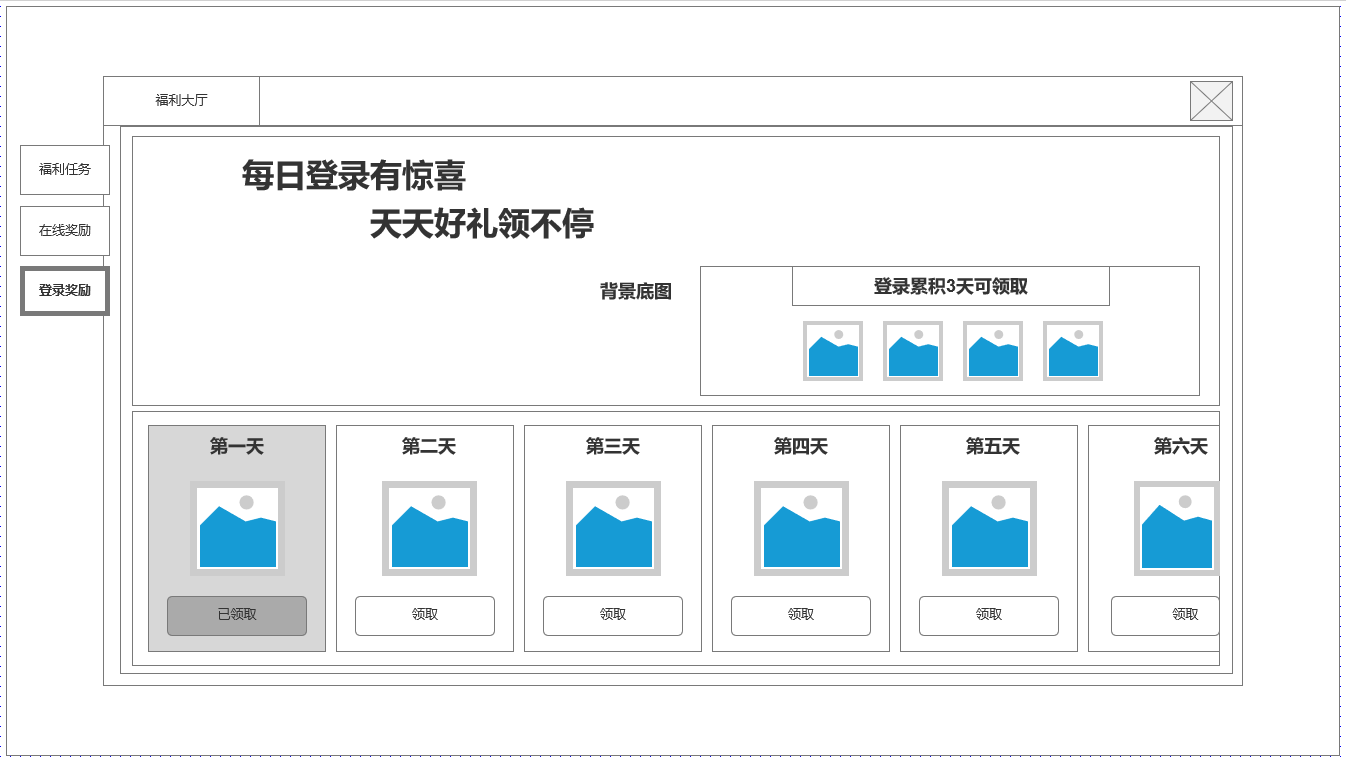 福利大厅
福利任务
在线奖励
登录奖励
每日登录有惊喜
天天好礼领不停
背景底图
登录累积3天可领取
第一天
第二天
第三天
第四天
第五天
第六天
已领取
领取
领取
领取
领取
领取